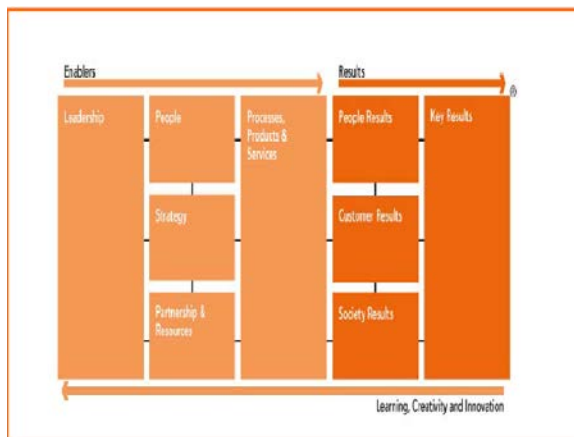 Enablers
Results
®
Leadership
People
Processes,
Products &
Services
People Results
Key Results
Strategy
Customer Results
Partnership &
Resources
Society Results
Learning, Creativity and Innovation